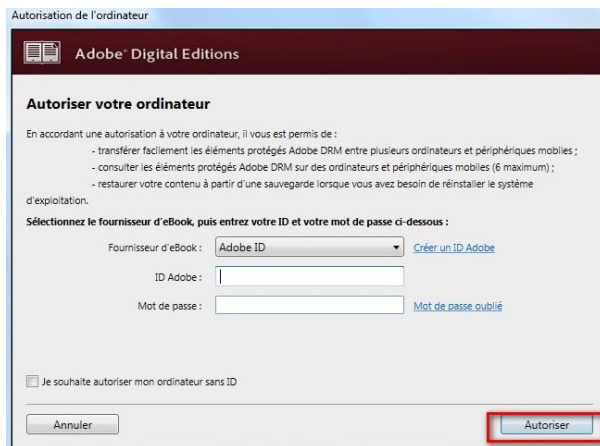 Autorisation de l'ordinateur
Adobe® Digital Editions
Autoriser votre ordinateur
En accordant une autorisation à votre ordinateur, il vous est permis de :
- transférer facilement les éléments protégés Adobe DRM entre plusieurs ordinateurs et périphériques mobiles ;
- consulter les éléments protégés Adobe DRM sur des ordinateurs et périphériques mobiles (6 maximum) ;
- restaurer votre contenu à partir d'une sauvegarde lorsque vous avez besoin de réinstaller le système
d'exploitation.
Sélectionnez le fournisseur d'eBook, puis entrez votre ID et votre mot de passe ci-dessous :
Fournisseur d'eBook : Adobe ID Créer un ID Adobe
ID Adobe :
Mot de passe : Mot de passe oublié
Je souhaite autoriser mon ordinateur sans ID
Annuler Autoriser